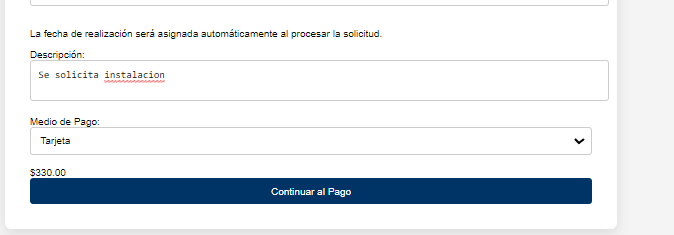 La fecha de realización será asignada automáticamente al procesar la solicitud.
Descripción:
Se solicita instalacion
Medio de Pago:
Tarjeta
$330.00
Continuar al Pago